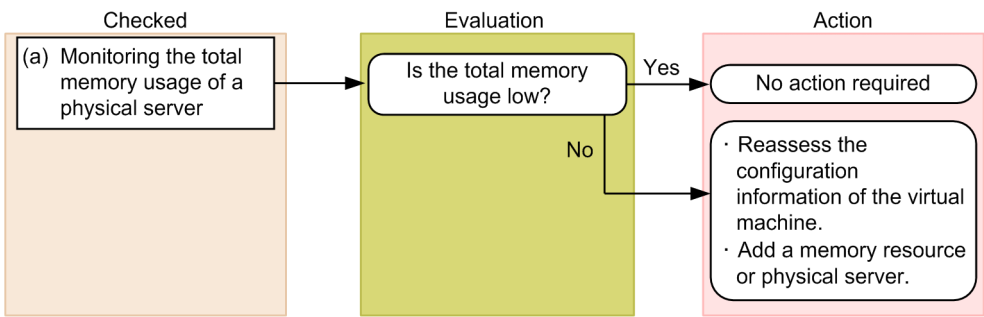 Checked
Evaluation
Action
(a) Monitoring the total
memory usage of a
physical server
Is the total memory
usage low?
Yes
No action required
No
· Reassess the
configuration
information of the virtual
machine.
· Add a memory resource
or physical server.